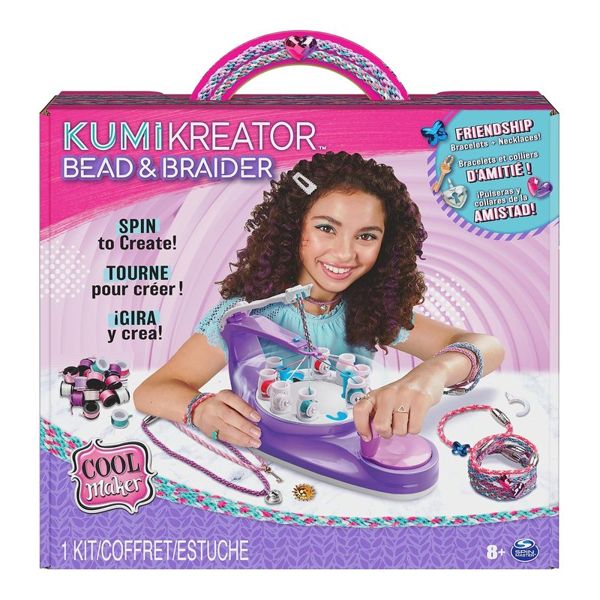 KUMIKREATOR™
BEAD & BRAIDER
FRIENDSHIP
Bracelets + Necklaces!
Bracelets et colliers
D'AMITIÉ !
¡Pulseras y
collares de la
AMISTAD!
SPIN
to Create!
TOURNE
pour créer !
¡GIRA
y crea!
COOL
Maker
1 KIT/COFFRET/ESTUCHE
8+
SPIN
MASTER